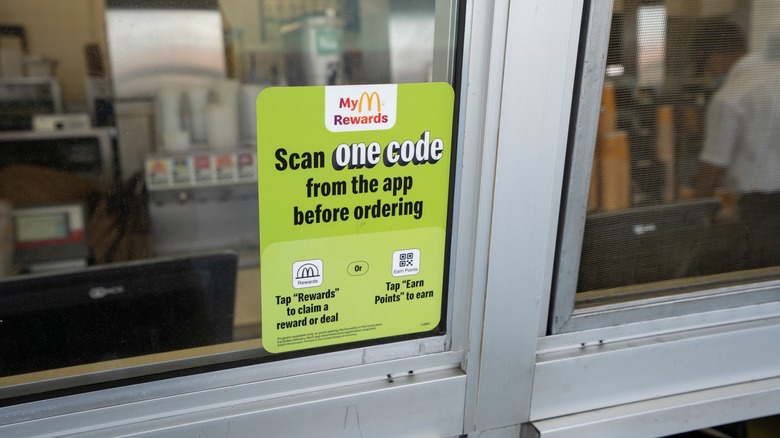 My
Rewards
Scan one code
from the app
before ordering
Rewards
Or
Earn Points
Tap "Rewards"
to claim a
reward or deal
Tap "Earn
Points" to earn